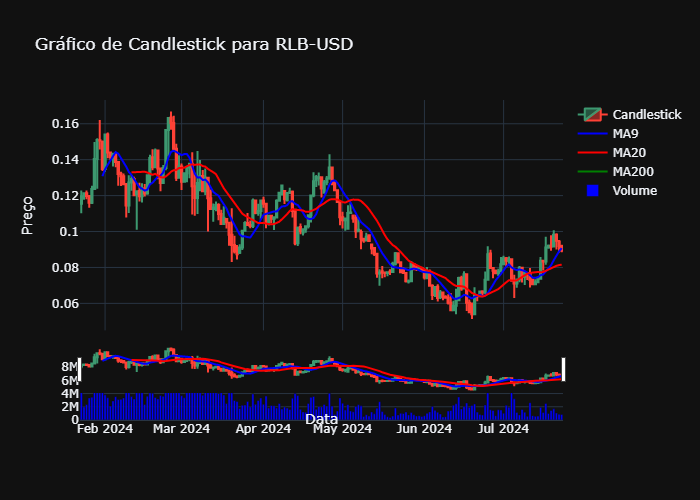 Gráfico de Candlestick para RLB-USD
Candlestick
MA9
MA20
MA200
Volume
Preço
0.16
0.14
0.12
0.1
0.08
0.06
8M
6M
4M
2M
0
Feb 2024 Mar 2024 Apr 2024 May 2024 Jun 2024 Jul 2024
Data